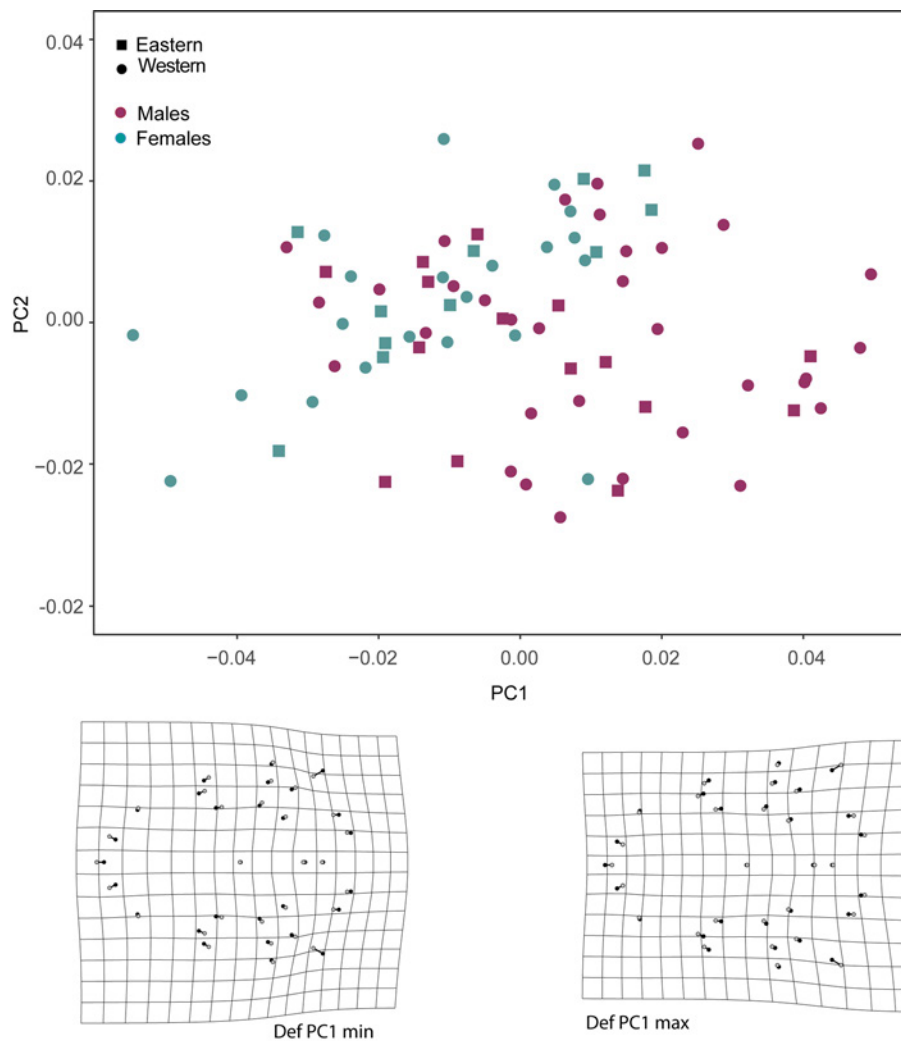 0.04
Eastern
Western
Males
Females
0.02
PC2
0.00
−0.02
-0.02
−0.04 −0.02 0.00 0.02 0.04
PC1
Def PC1 min
Def PC1 max